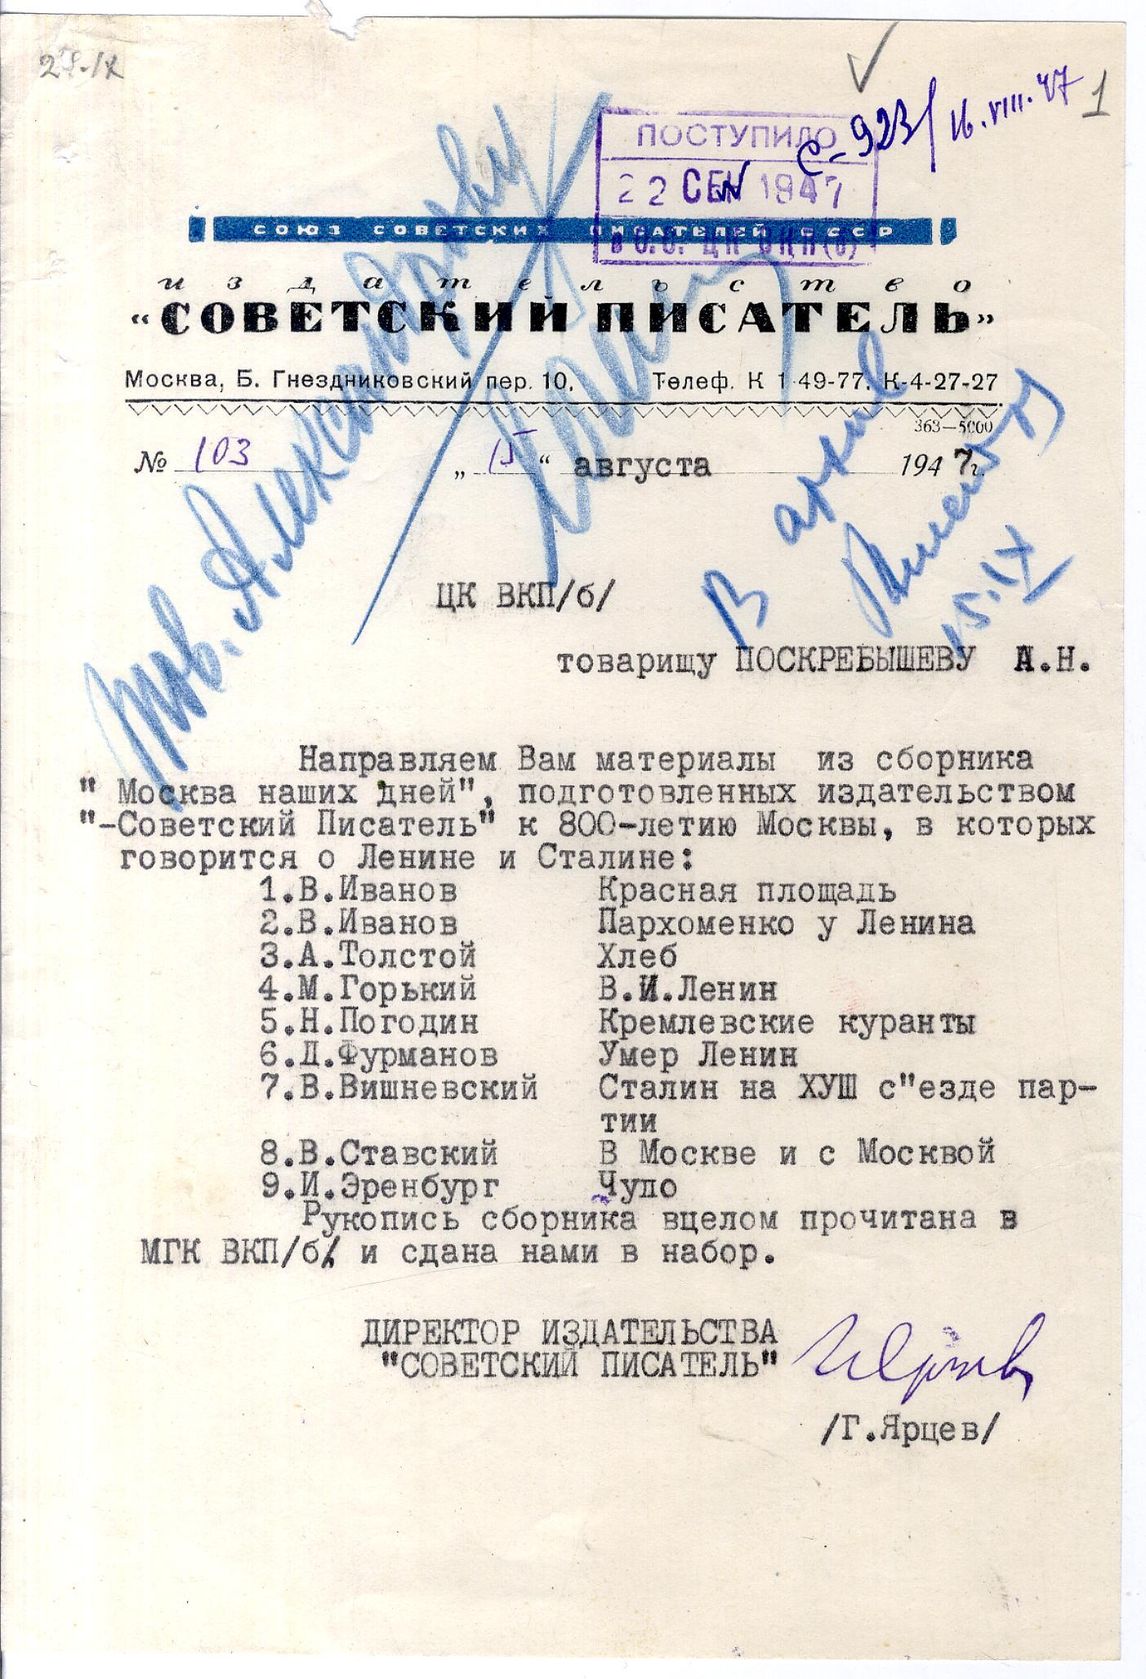 С-923/ 16.VIII.47 1
ПОСТУПИЛО
22 СЕН 1947
в О.С. ЦК ВКП(б)
СОЮЗ СОВЕТСКИХ ПИСАТЕЛЕЙ СССР
издательство
«СОВЕТСКИЙ ПИСАТЕЛЬ»
Москва, Б. Гнездниковский пер. 10. Телеф. К 1-49-77. К-4-27-27
363—5000
№ 103 „ 15 “ августа 1947г.
тов. Александрову
В архив
15.IX
ЦК ВКП/б/
товарищу ПОСКРЕБЫШЕВУ А.Н.
Направляем Вам материалы из сборника
" Москва наших дней", подготовленных издательством
"-Советский Писатель" к 800-летию Москвы, в которых
говорится о Ленине и Сталине:
1.В.Иванов Красная площадь
2.В.Иванов Пархоменко у Ленина
3.А.Толстой Хлеб
4.М.Горький В.И.Ленин
5.Н.Погодин Кремлевские куранты
6.Д.Фурманов Умер Ленин
7.В.Вишневский Сталин на ХУШ с"езде пар-
тии
8.В.Ставский В Москве и с Москвой
9.И.Эренбург Чудо
Рукопись сборника вцелом прочитана в
МГК ВКП/б/ и сдана нами в набор.
ДИРЕКТОР ИЗДАТЕЛЬСТВА
"СОВЕТСКИЙ ПИСАТЕЛЬ"
/Г.Ярцев/